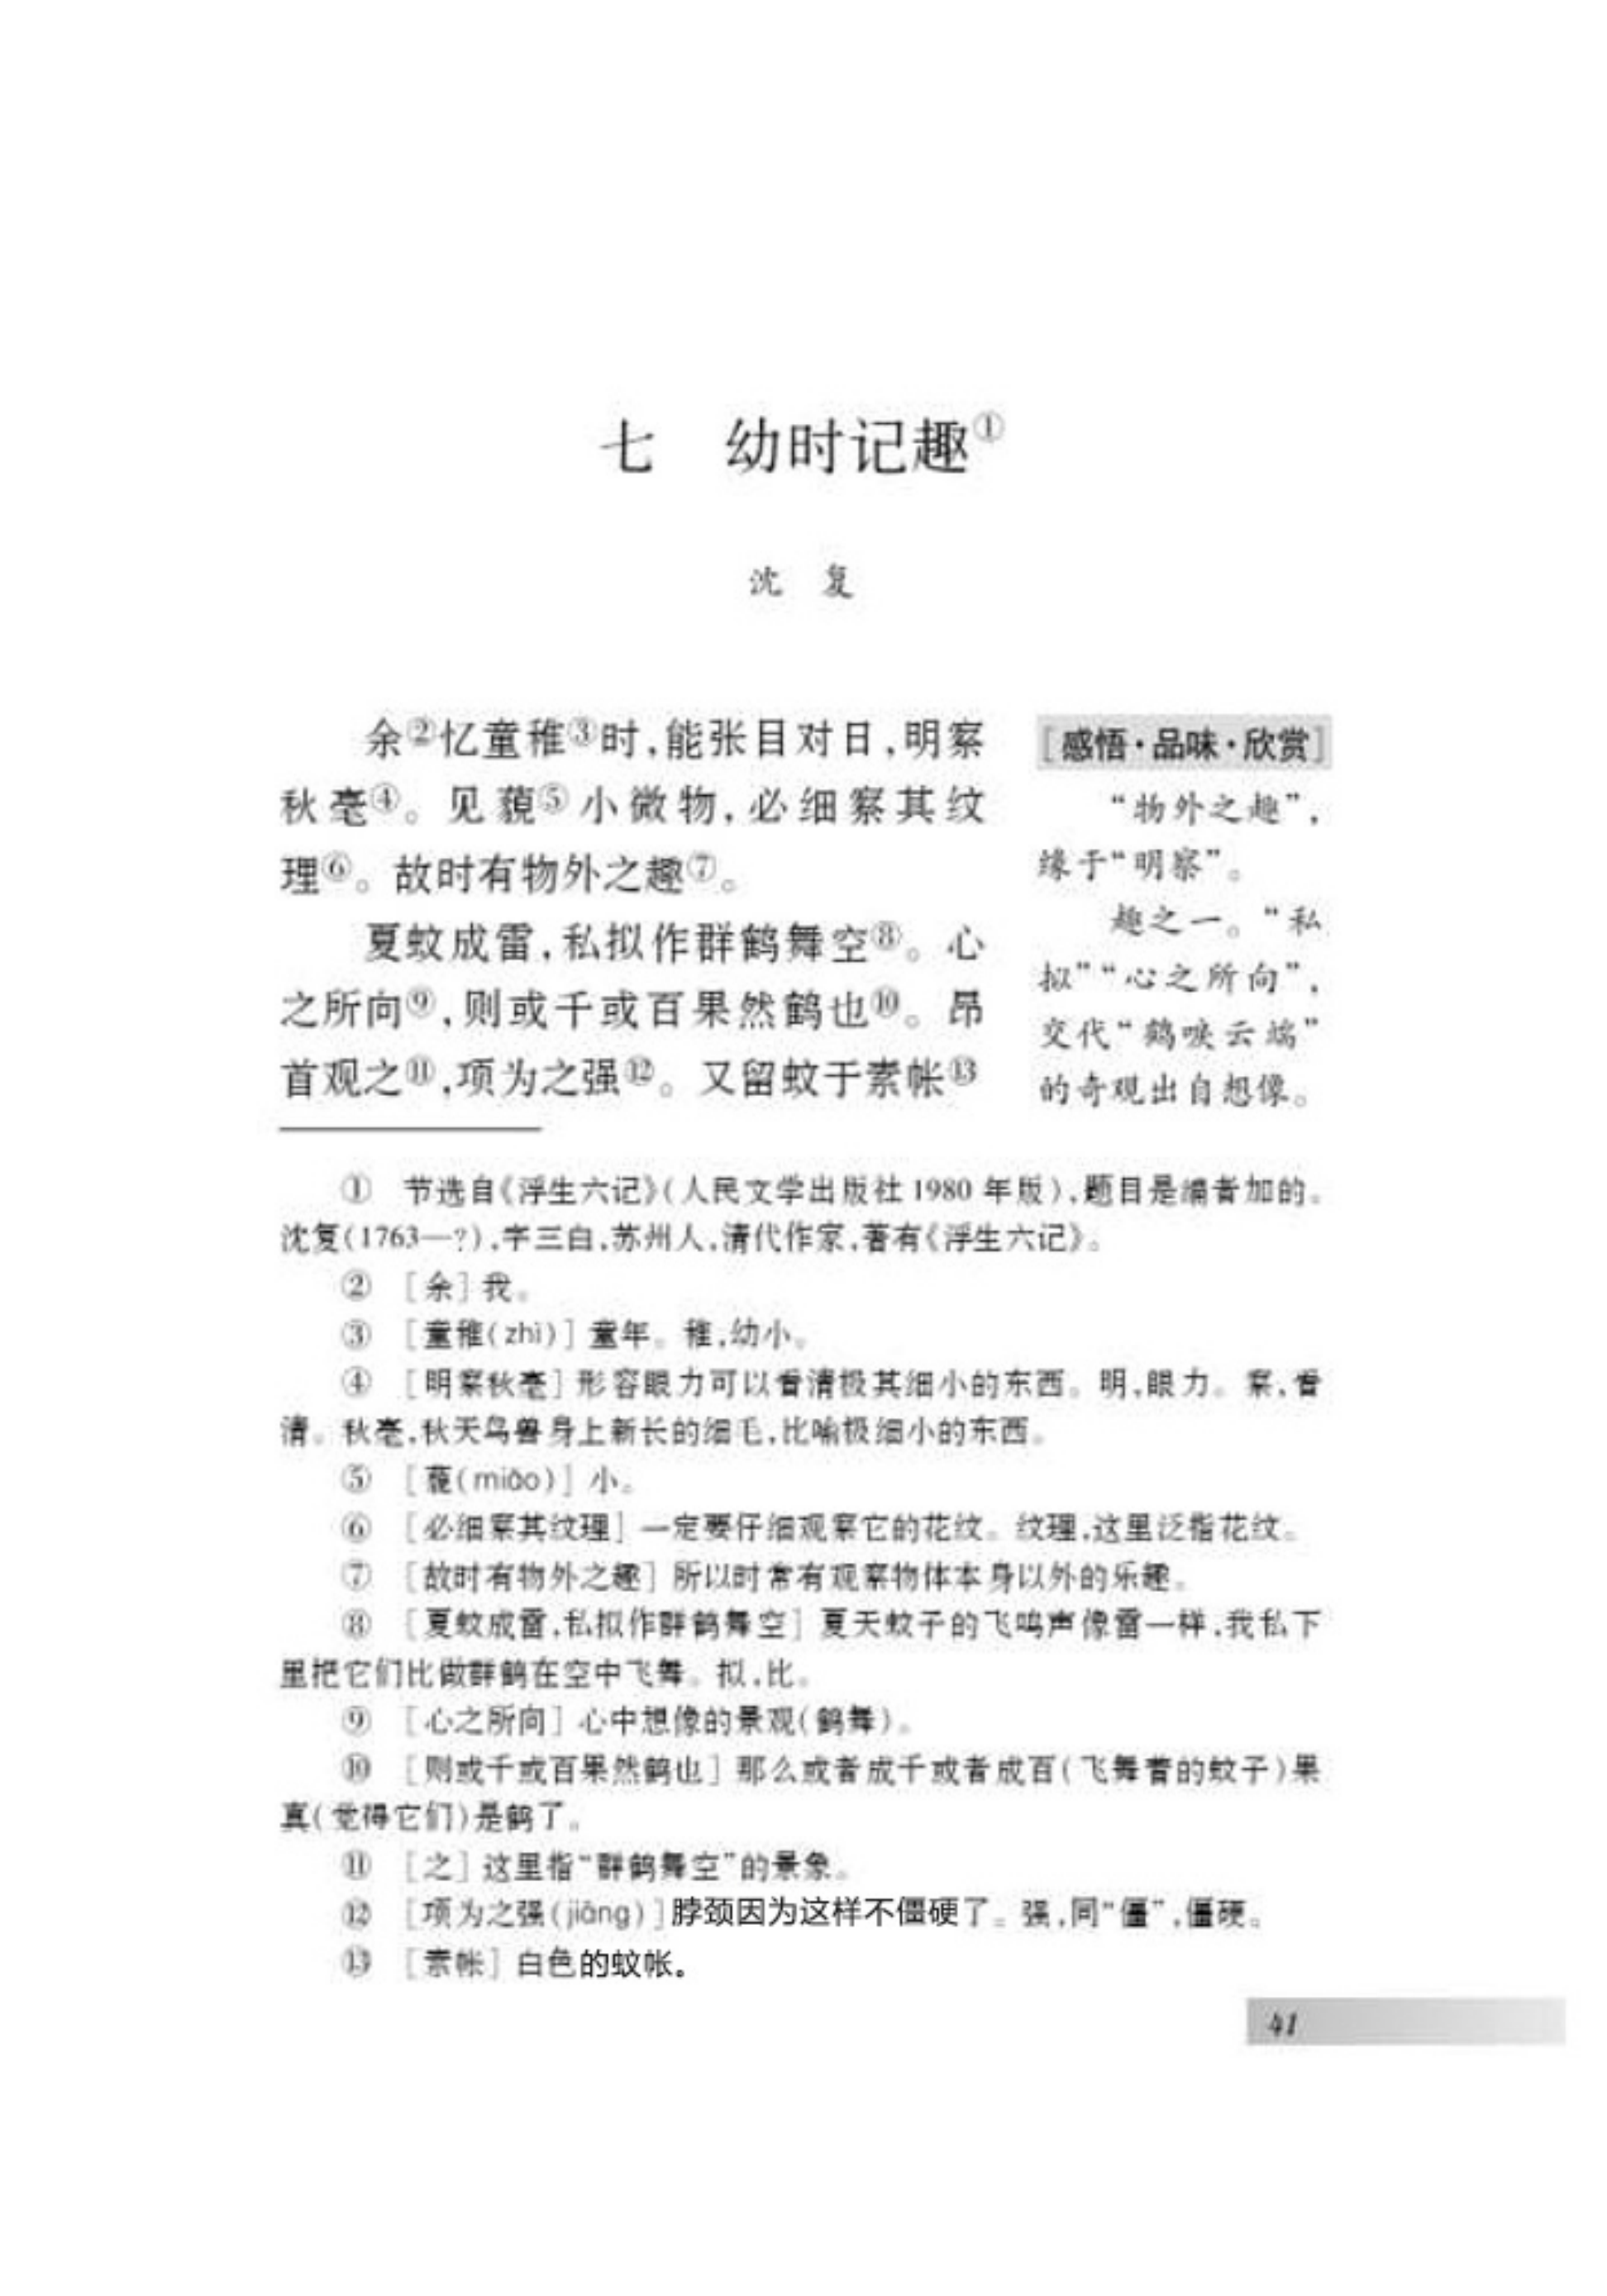 七 幼时记趣①
沈 复
余②忆童稚③时,能张目对日,明察
秋毫④。见藐⑤小微物,必细察其纹
理⑥。故时有物外之趣⑦。
夏蚊成雷,私拟作群鹤舞空⑧。心
之所向⑨,则或千或百果然鹤也⑩。昂
首观之⑪,项为之强⑫。又留蚊于素帐⑬
[感悟·品味·欣赏]
“物外之趣”,
缘于“明察”。
趣之一。“私
拟”“心之所向”,
交代“鹤唳云端”
的奇观出自想像。
① 节选自《浮生六记》(人民文学出版社1980年版),题目是编者加的。
沈复(1763—?),字三白,苏州人,清代作家,著有《浮生六记》。
② [余]我。
③ [童稚(zhì)]童年。稚,幼小。
④ [明察秋毫]形容眼力可以看清极其细小的东西。明,眼力。察,看
清。秋毫,秋天鸟兽身上新长的细毛,比喻极细小的东西。
⑤ [藐(miǎo)]小。
⑥ [必细察其纹理]一定要仔细观察它的花纹。纹理,这里泛指花纹。
⑦ [故时有物外之趣]所以时常有观察物体本身以外的乐趣。
⑧ [夏蚊成雷,私拟作群鹤舞空]夏天蚊子的飞鸣声像雷一样,我私下
里把它们比做群鹤在空中飞舞。拟,比。
⑨ [心之所向]心中想像的景观(鹤舞)。
⑩ [则或千或百果然鹤也]那么或者成千或者成百(飞舞着的蚊子)果
真(觉得它们)是鹤了。
⑪ [之]这里指“群鹤舞空”的景象。
⑫ [项为之强(jiāng)]脖颈因为这样不僵硬了。强,同“僵”,僵硬。
⑬ [素帐]白色的蚊帐。
41